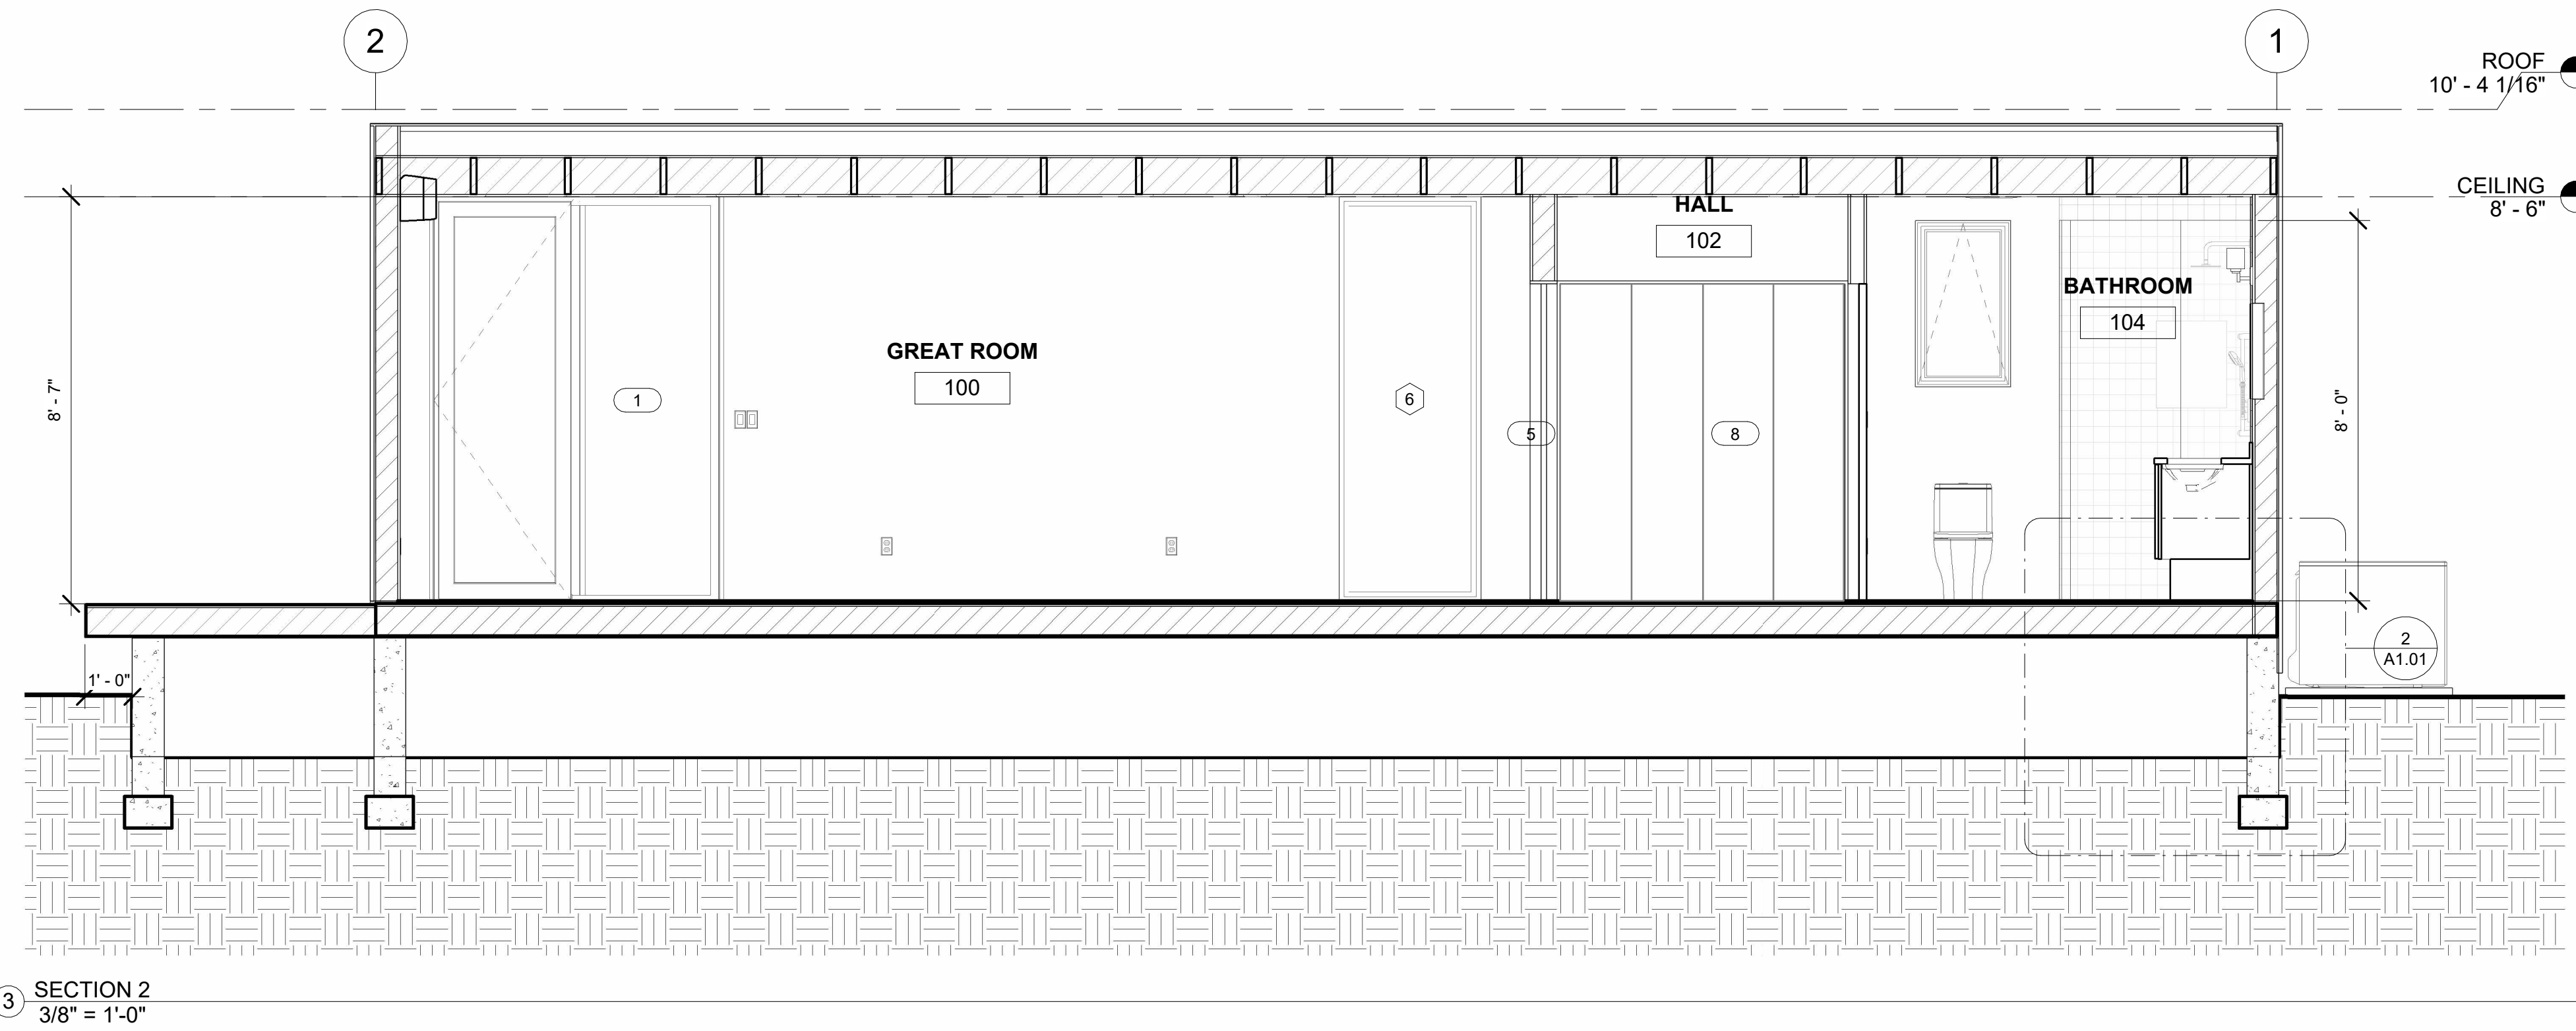 2
1
ROOF
10' - 4 1/16"
CEILING
8' - 6"
HALL
102
BATHROOM
104
GREAT ROOM
100
8' - 7"
1
6
5
8
8' - 0"
2
A1.01
1' - 0"
3
SECTION 2
3/8" = 1'-0"